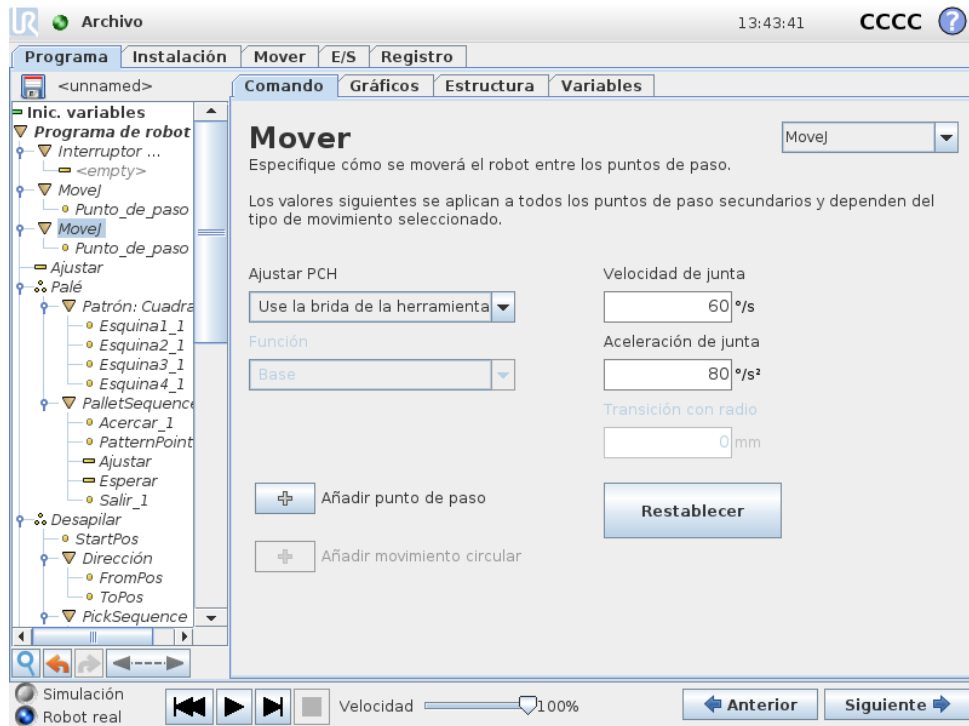 UR Archivo 13:43:41 CCCC ?
Programa Instalación Mover E/S Registro
<unnamed> Comando Gráficos Estructura Variables
Inic. variables
Programa de robot
Interruptor ...
<empty>
MoveJ
Punto_de_paso
MoveJ
Punto_de_paso
Ajustar
Palé
Patrón: Cuadra
Esquina1_1
Esquina2_1
Esquina3_1
Esquina4_1
PalletSequence
Acercar_1
PatternPoint
Ajustar
Esperar
Salir_1
Desapilar
StartPos
Dirección
FromPos
ToPos
PickSequence
Mover
MoveJ
Especifique cómo se moverá el robot entre los puntos de paso.
Los valores siguientes se aplican a todos los puntos de paso secundarios y dependen del
tipo de movimiento seleccionado.
Ajustar PCH
Use la brida de la herramienta
Función
Base
Velocidad de junta
60 °/s
Aceleración de junta
80 °/s²
Transición con radio
0 mm
Añadir punto de paso
Añadir movimiento circular
Restablecer
Simulación
Robot real
Velocidad 100%
Anterior
Siguiente